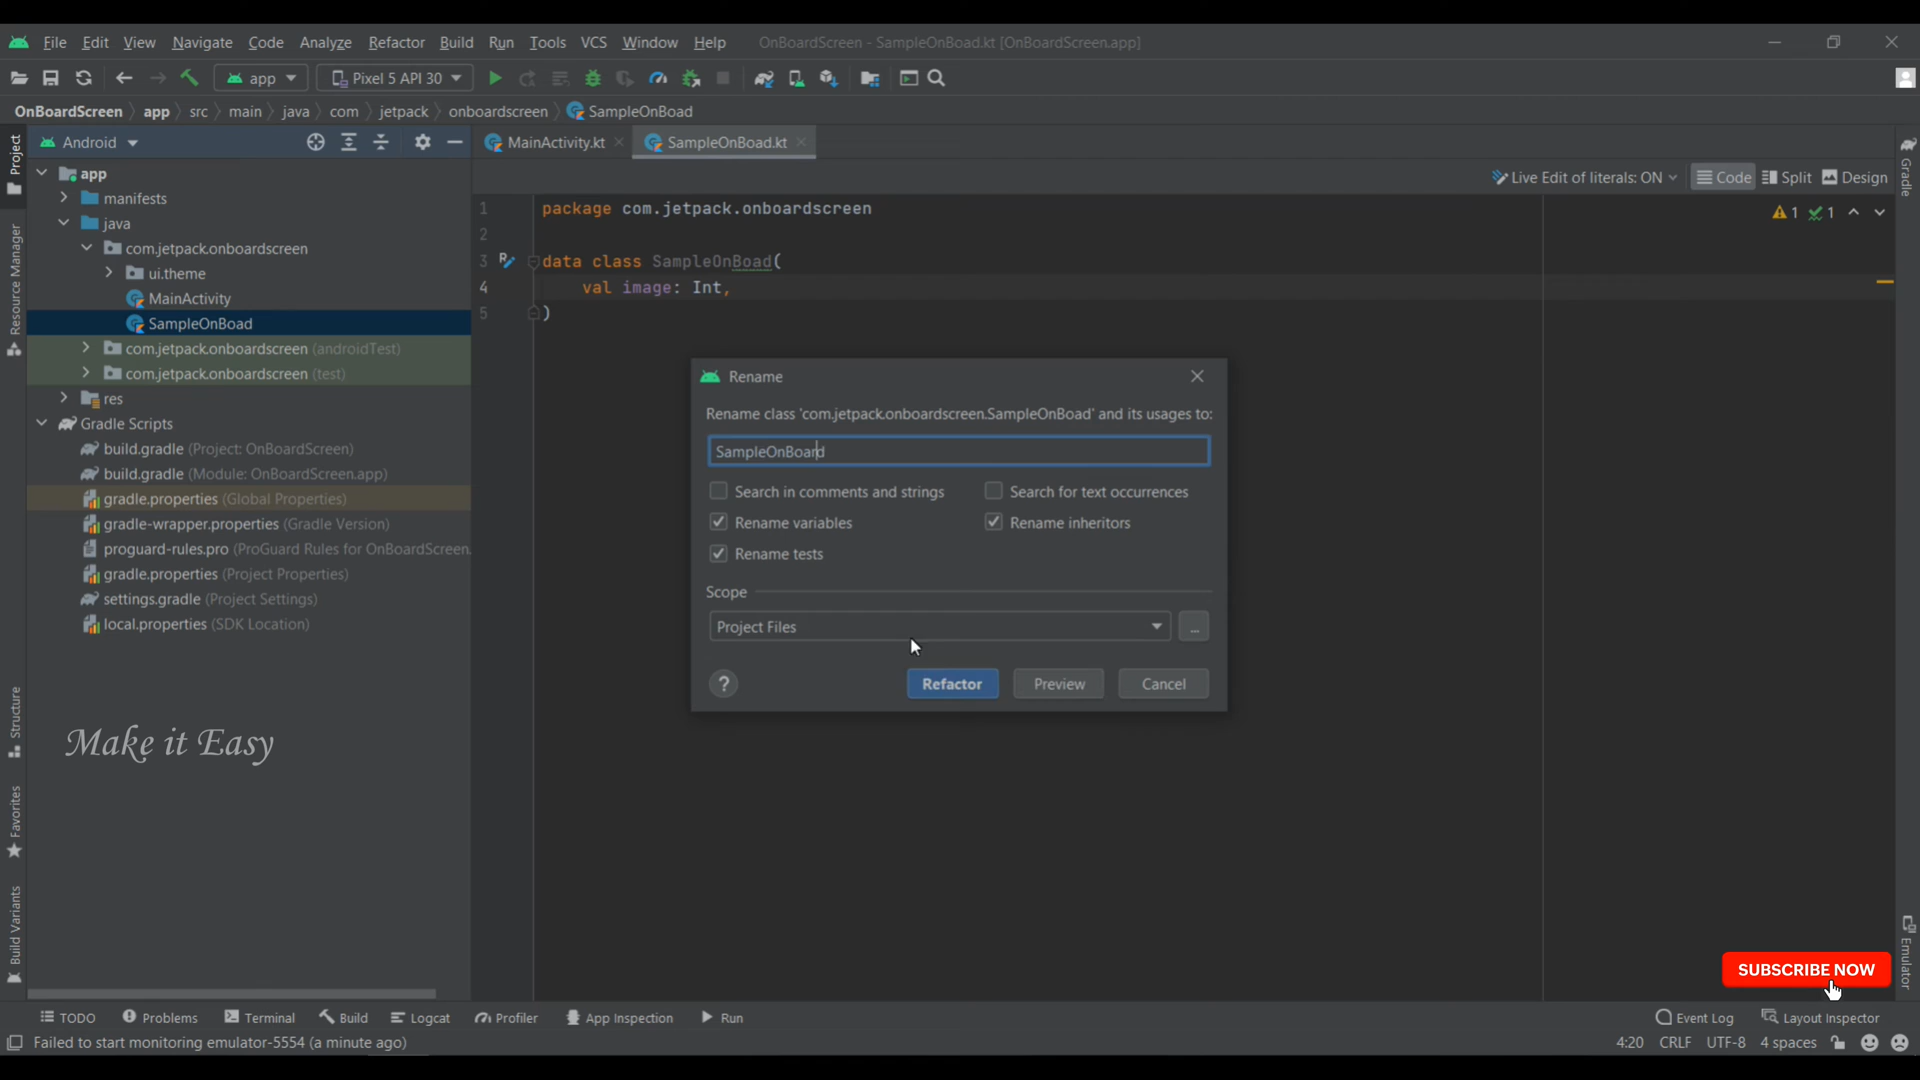 File Edit View Navigate Code Analyze Refactor Build Run Tools VCS Window Help OnBoardScreen - SampleOnBoad.kt [OnBoardScreen.app]
app Pixel 5 API 30
OnBoardScreen app src main java com jetpack onboardscreen SampleOnBoad
Project
Android
MainActivity.kt SampleOnBoad.kt
Gradle
Live Edit of literals: ON Code Split Design
app
manifests
java
com.jetpack.onboardscreen
ui.theme
MainActivity
SampleOnBoad
com.jetpack.onboardscreen (androidTest)
com.jetpack.onboardscreen (test)
res
Gradle Scripts
build.gradle (Project: OnBoardScreen)
build.gradle (Module: OnBoardScreen.app)
gradle.properties (Global Properties)
gradle-wrapper.properties (Gradle Version)
proguard-rules.pro (ProGuard Rules for OnBoardScreen.
gradle.properties (Project Properties)
settings.gradle (Project Settings)
local.properties (SDK Location)
Resource Manager
Structure
Favorites
Build Variants
Make it Easy
1 package com.jetpack.onboardscreen
1 1
2
3 data class SampleOnBoad(
4 val image: Int,
5 )
Rename
Rename class 'com.jetpack.onboardscreen.SampleOnBoad' and its usages to:
SampleOnBoard
Search in comments and strings Search for text occurrences
Rename variables Rename inheritors
Rename tests
Scope
Project Files ...
? Refactor Preview Cancel
SUBSCRIBE NOW
Emulator
TODO Problems Terminal Build Logcat Profiler App Inspection Run Event Log Layout Inspector
Failed to start monitoring emulator-5554 (a minute ago) 4:20 CRLF UTF-8 4 spaces